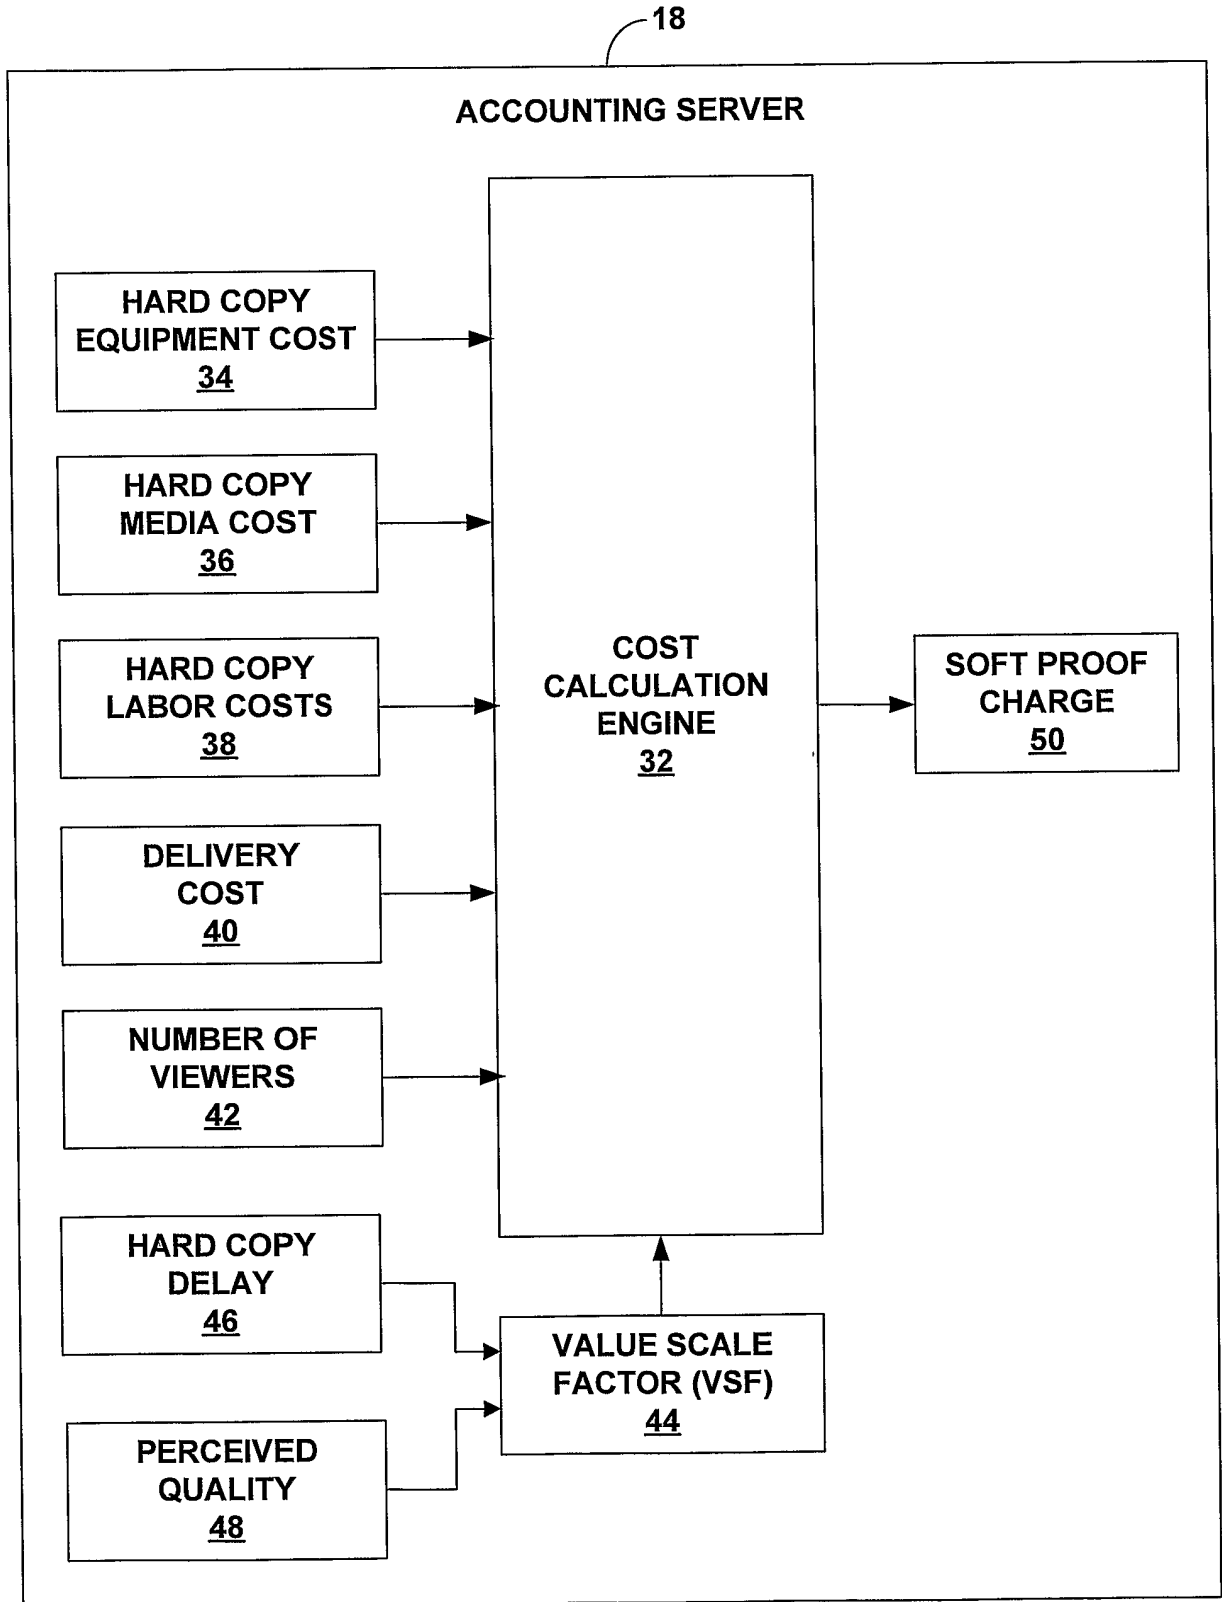 18
ACCOUNTING SERVER
HARD COPY
EQUIPMENT COST
34
HARD COPY
MEDIA COST
36
HARD COPY
LABOR COSTS
38
DELIVERY
COST
40
NUMBER OF
VIEWERS
42
HARD COPY
DELAY
46
PERCEIVED
QUALITY
48
COST
CALCULATION
ENGINE
32
VALUE SCALE
FACTOR (VSF)
44
SOFT PROOF
CHARGE
50